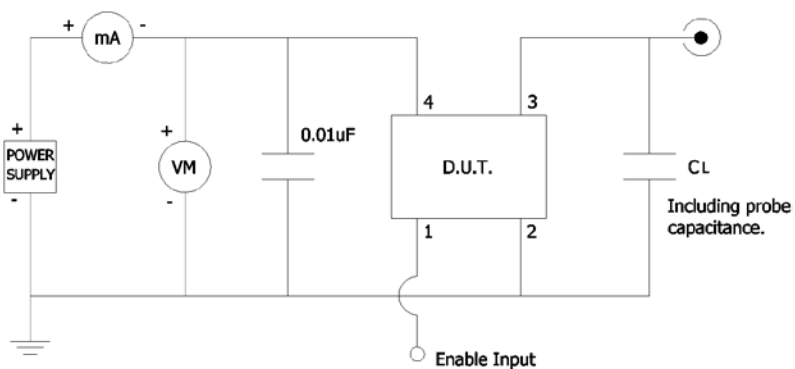 + mA -
4 3
+ + 0.01uF
POWER
SUPPLY
VM D.U.T. CL
- -
Including probe
capacitance.
1 2
Enable Input